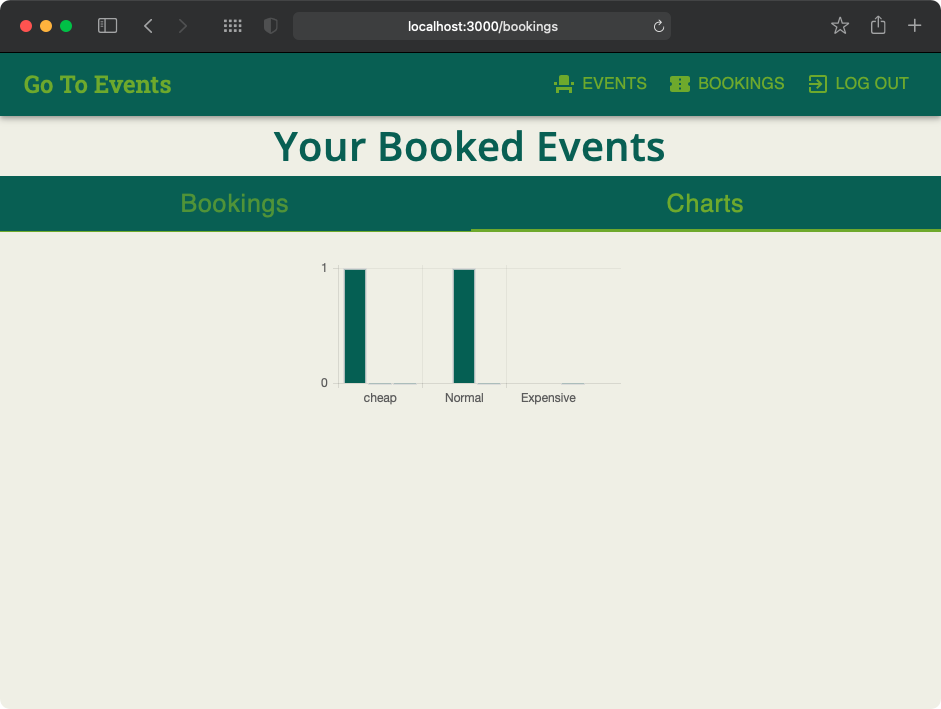 localhost:3000/bookings
Go To Events
EVENTS
BOOKINGS
LOG OUT
Your Booked Events
Bookings
Charts
1
0
cheap
Normal
Expensive